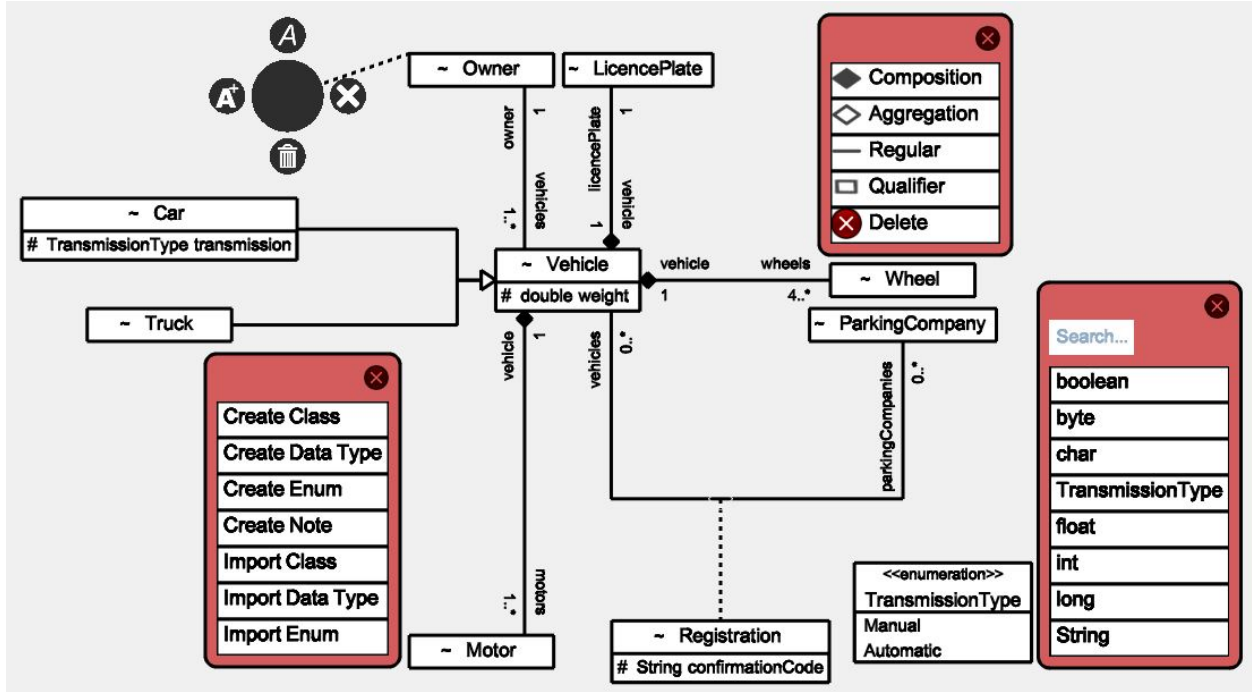 A
A+
~ Owner
~ LicencePlate
owner
1
vehicles
1..*
licencePlate
1
vehicle
1
Composition
Aggregation
Regular
Qualifier
Delete
~ Car
# TransmissionType transmission
~ Truck
~ Vehicle
# double weight
vehicle
1
wheels
4..*
~ Wheel
~ ParkingCompany
vehicle
1
vehicles
0..*
parkingCompanies
0..*
Search...
boolean
byte
char
TransmissionType
float
int
long
String
Create Class
Create Data Type
Create Enum
Create Note
Import Class
Import Data Type
Import Enum
motors
1..*
~ Motor
~ Registration
# String confirmationCode
<<enumeration>>
TransmissionType
Manual
Automatic